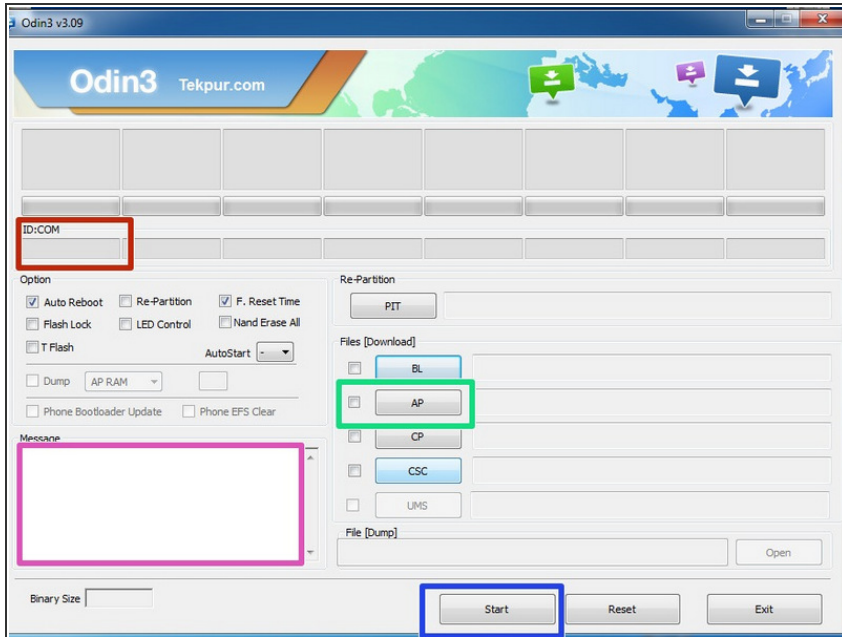 Odin3 v3.09
Odin3 Tekpur.com
ID:COM
Option
Auto Reboot Re-Partition F. Reset Time
Flash Lock LED Control Nand Erase All
T Flash AutoStart -
Dump AP RAM
Phone Bootloader Update Phone EFS Clear
Message
Re-Partition
PIT
Files [Download]
BL
AP
CP
CSC
UMS
File [Dump]
Open
Binary Size
Start Reset Exit